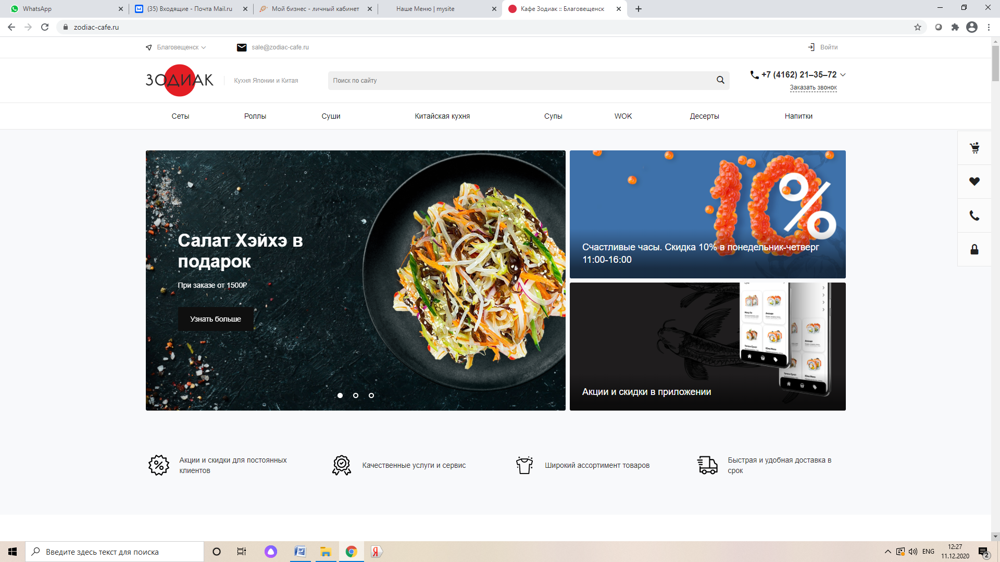 WhatsApp
(35) Входящие - Почта Mail.ru
Мой бизнес - личный кабинет
Наше Меню | mysite
Кафе Зодиак :: Благовещенск
zodiac-cafe.ru
Благовещенск
sale@zodiac-cafe.ru
Войти
ЗОДИАК
Кухня Японии и Китая
Поиск по сайту
+7 (4162) 21–35–72
Заказать звонок
Сеты
Роллы
Суши
Китайская кухня
Супы
WOK
Десерты
Напитки
Салат Хэйхэ в
подарок
При заказе от 1500₽
Узнать больше
10%
Счастливые часы. Скидка 10% в понедельник-четверг
11:00-16:00
Акции и скидки в приложении
Акции и скидки для постоянных
клиентов
Качественные услуги и сервис
Широкий ассортимент товаров
Быстрая и удобная доставка в
срок
Введите здесь текст для поиска
ENG
12:27
11.12.2020
2